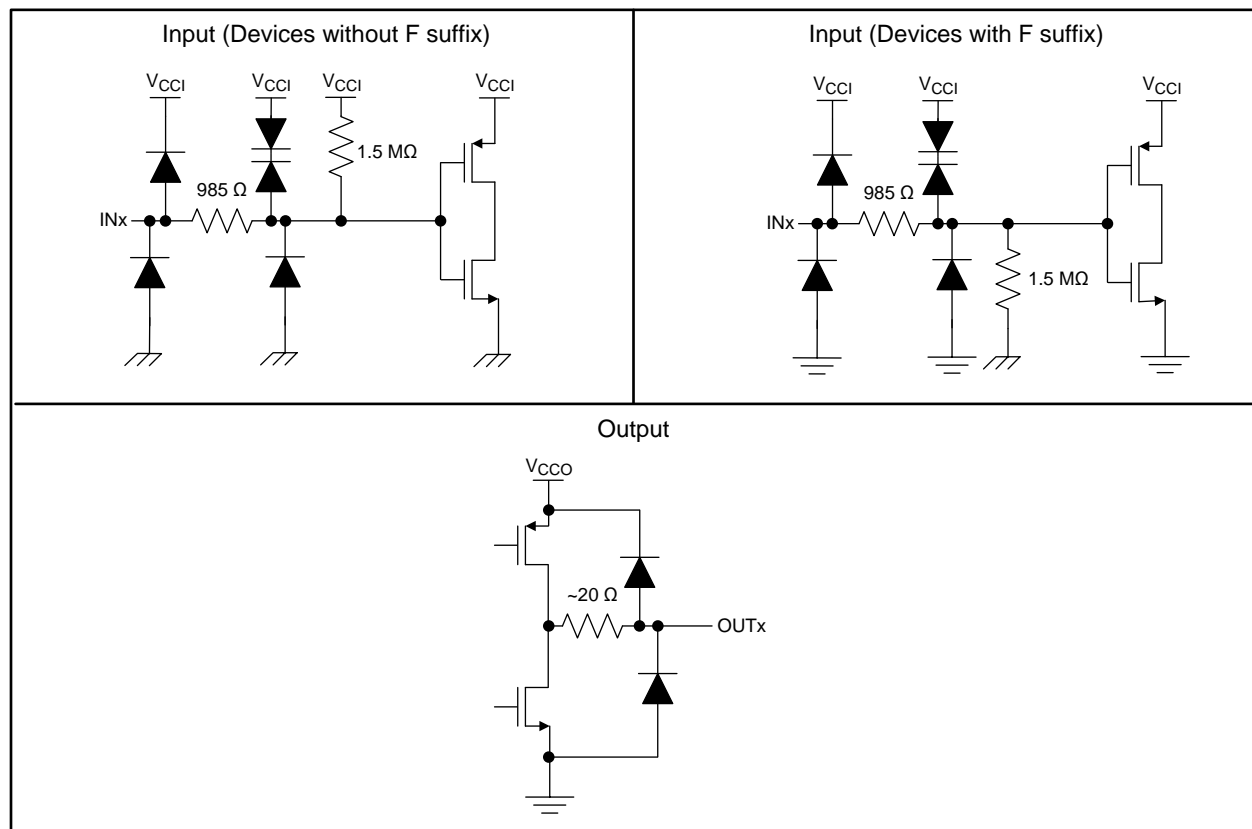 Input (Devices without F suffix)
VCCI VCCI VCCI VCCI
1.5 MΩ
985 Ω
INx
Input (Devices with F suffix)
VCCI VCCI VCCI
985 Ω
INx
1.5 MΩ
Output
VCCO
~20 Ω
OUTx